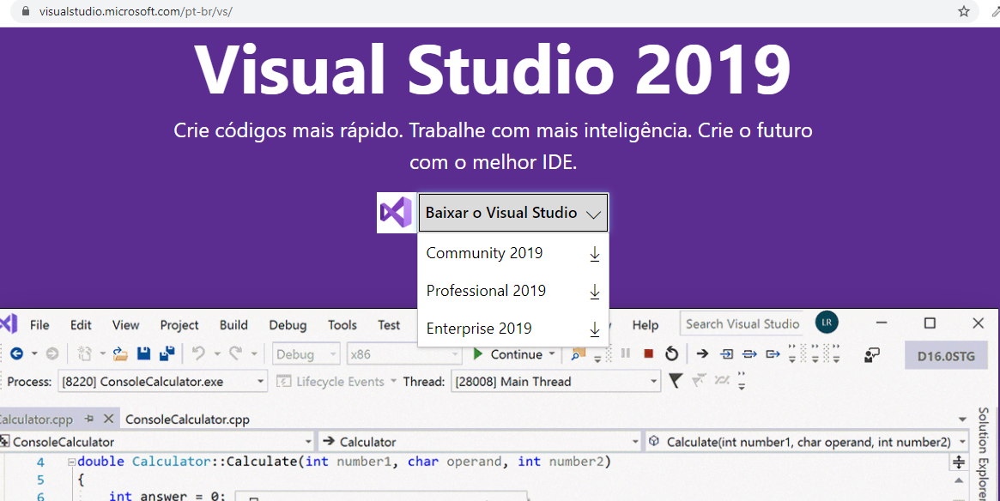 visualstudio.microsoft.com/pt-br/vs/
Visual Studio 2019
Crie códigos mais rápido. Trabalhe com mais inteligência. Crie o futuro
com o melhor IDE.
Baixar o Visual Studio
Community 2019
Professional 2019
Enterprise 2019
File Edit View Project Build Debug Tools Test Help Search Visual Studio LR
Debug x86 Continue D16.0STG
Process: [8220] ConsoleCalculator.exe Lifecycle Events Thread: [28008] Main Thread
Calculator.cpp ConsoleCalculator.cpp
ConsoleCalculator Calculator Calculate(int number1, char operand, int number2)
4 double Calculator::Calculate(int number1, char operand, int number2)
5 {
6 int answer = 0;
Solution Explorer